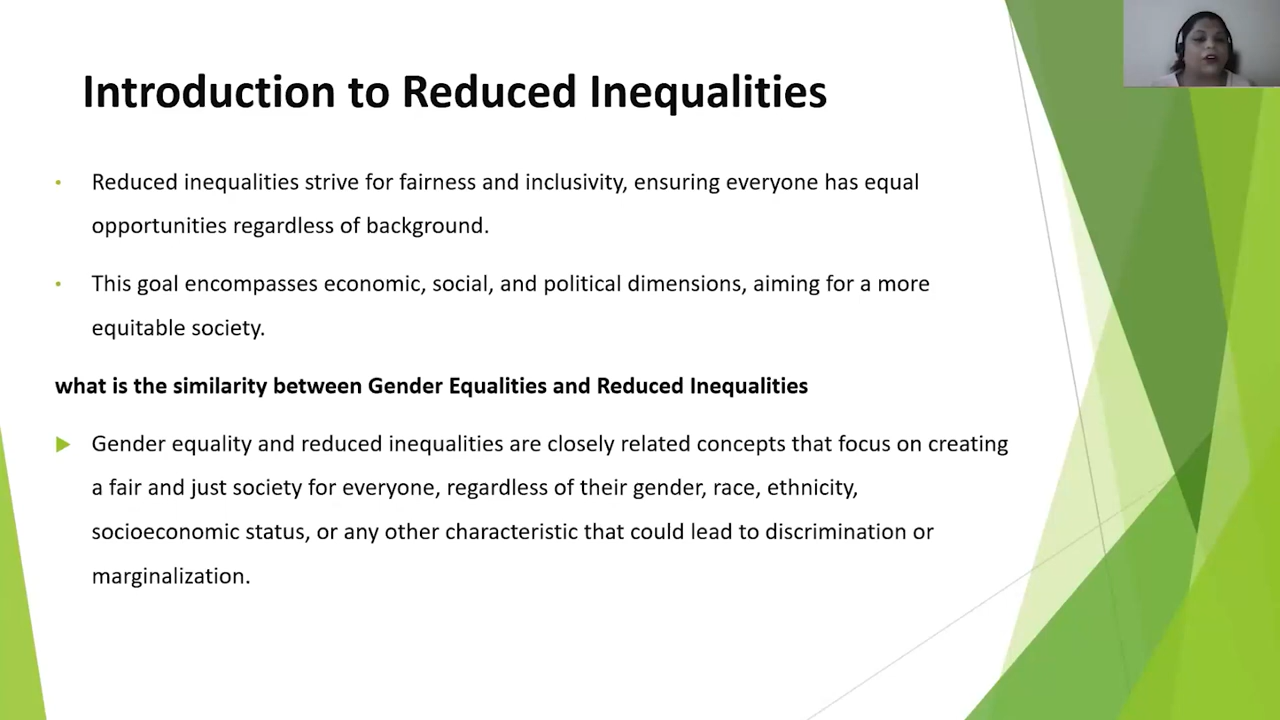 Introduction to Reduced Inequalities
• Reduced inequalities strive for fairness and inclusivity, ensuring everyone has equal
opportunities regardless of background.
• This goal encompasses economic, social, and political dimensions, aiming for a more
equitable society.
what is the similarity between Gender Equalities and Reduced Inequalities
Gender equality and reduced inequalities are closely related concepts that focus on creating
a fair and just society for everyone, regardless of their gender, race, ethnicity,
socioeconomic status, or any other characteristic that could lead to discrimination or
marginalization.